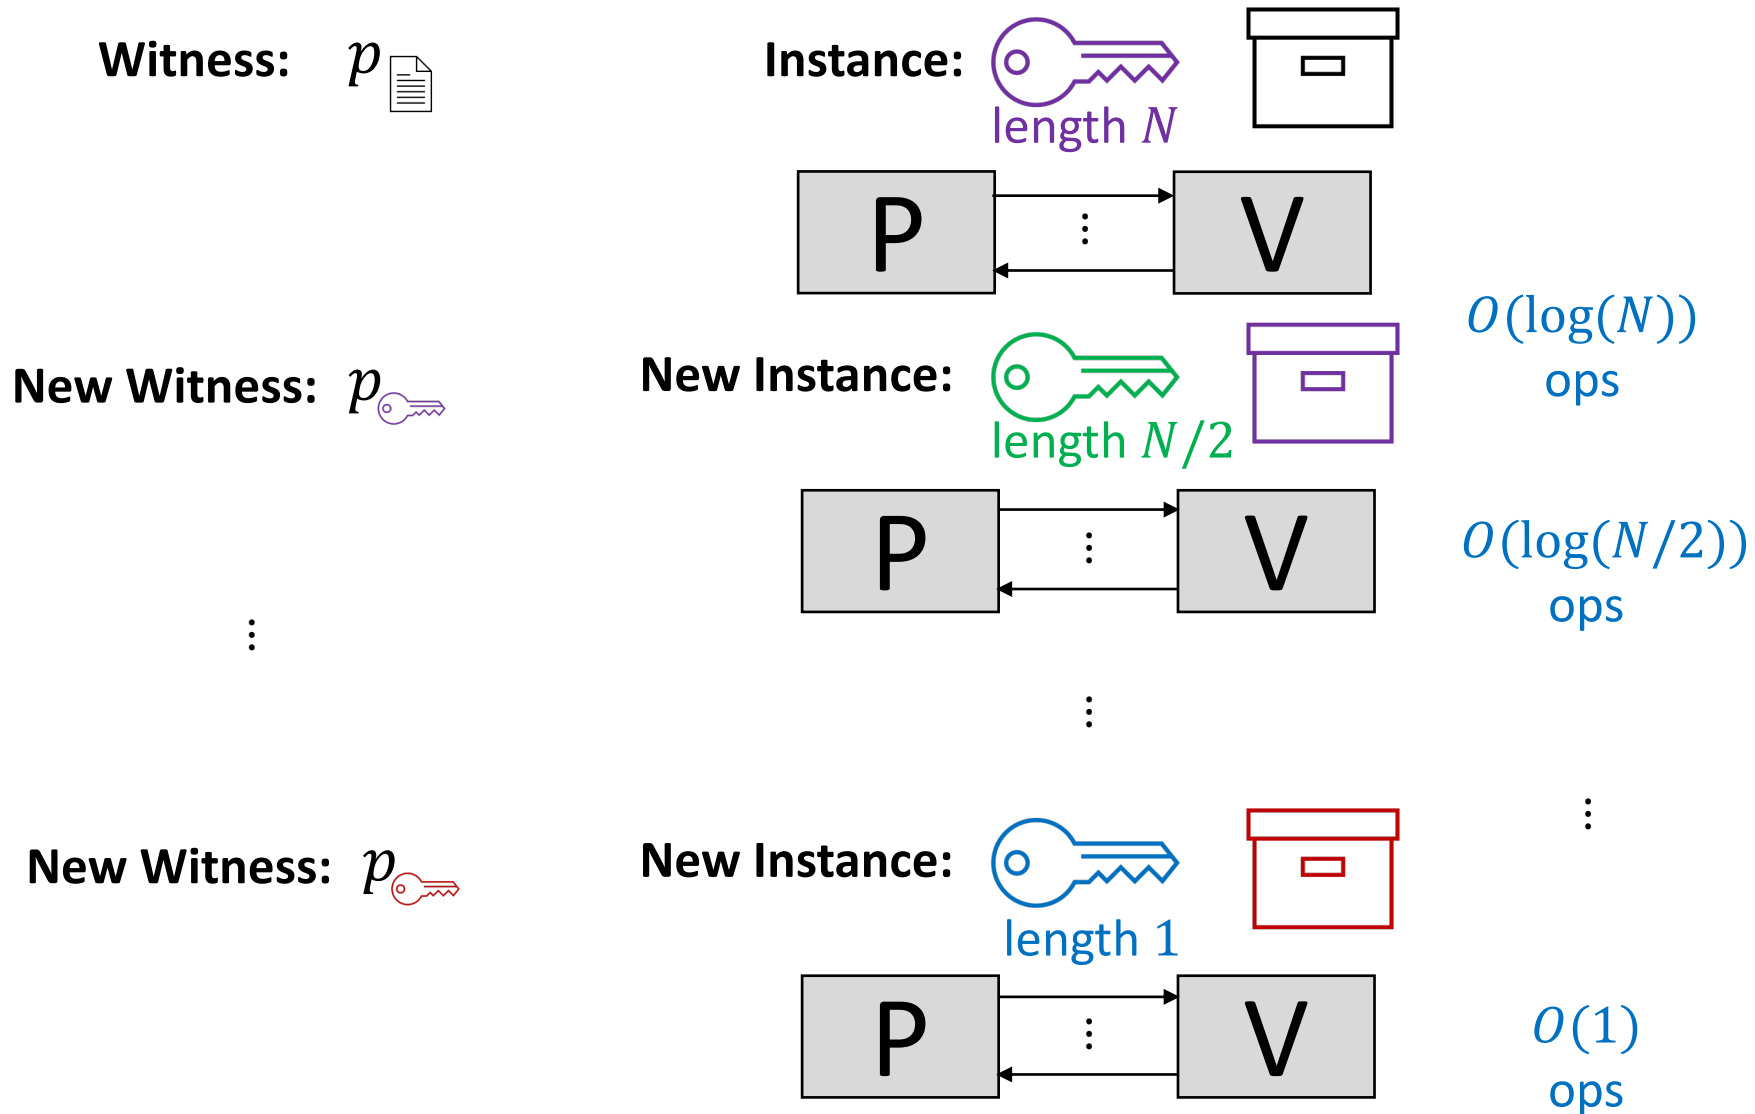 Witness: p
Instance:
length N
P V
O(log(N))
ops
New Witness: p
New Instance:
length N/2
P V
O(log(N/2))
ops
⋮
⋮
⋮
New Witness: p
New Instance:
length 1
P V
O(1)
ops